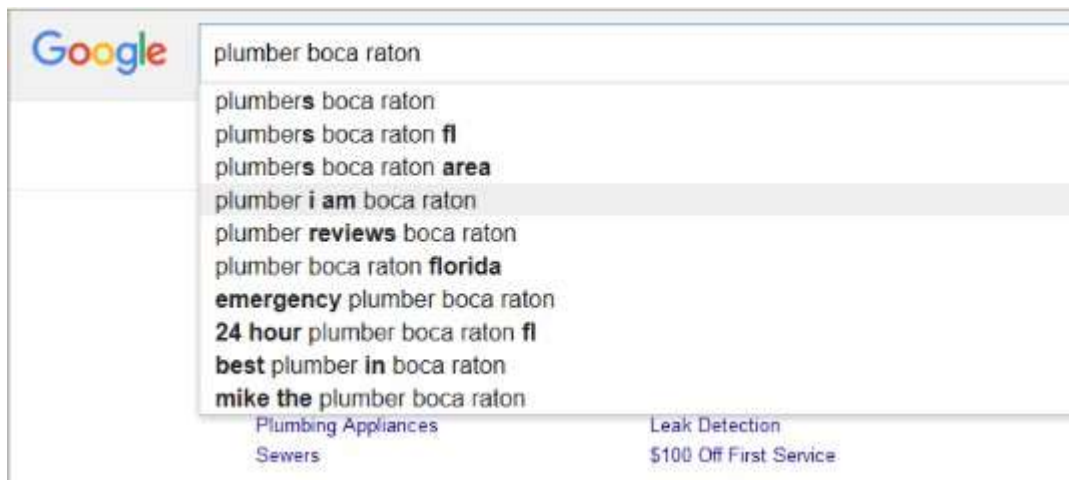 Google
plumber boca raton
plumbers boca raton
plumbers boca raton fl
plumbers boca raton area
plumber i am boca raton
plumber reviews boca raton
plumber boca raton florida
emergency plumber boca raton
24 hour plumber boca raton fl
best plumber in boca raton
mike the plumber boca raton
Plumbing Appliances Leak Detection
Sewers $100 Off First Service